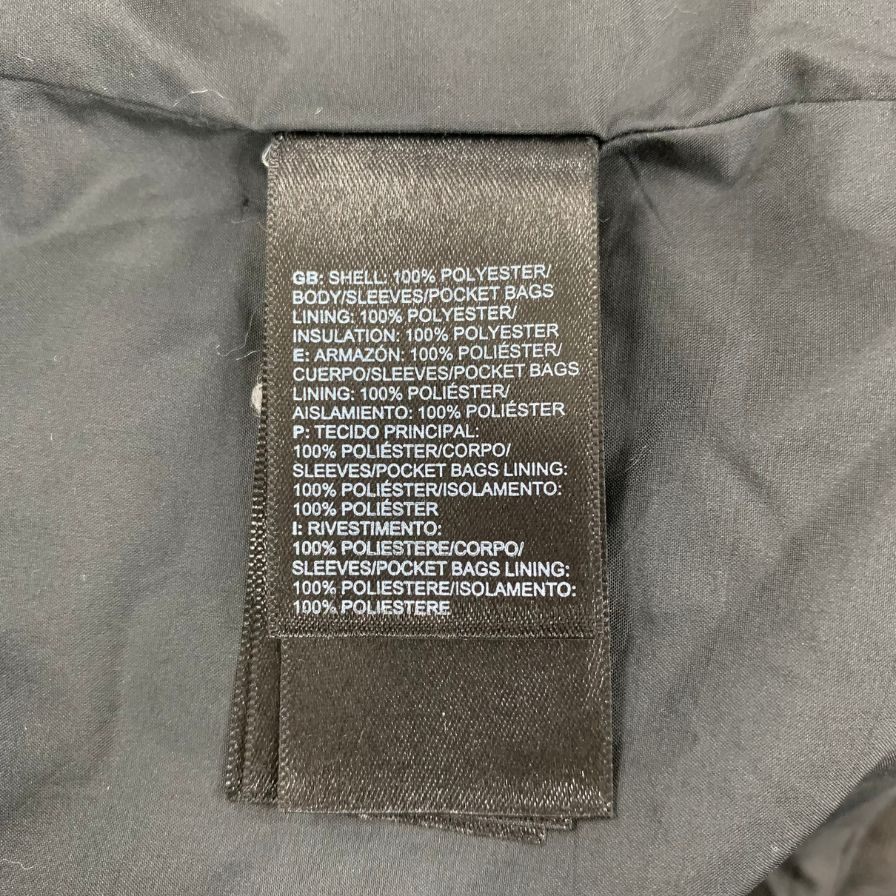 GB: SHELL: 100% POLYESTER/
BODY/SLEEVES/POCKET BAGS
LINING: 100% POLYESTER/
INSULATION: 100% POLYESTER
E: ARMAZÓN: 100% POLIÉSTER/
CUERPO/SLEEVES/POCKET BAGS
LINING: 100% POLIÉSTER/
AISLAMIENTO: 100% POLIÉSTER
P: TECIDO PRINCIPAL:
100% POLIÉSTER/CORPO/
SLEEVES/POCKET BAGS LINING:
100% POLIÉSTER/ISOLAMENTO:
100% POLIÉSTER
I: RIVESTIMENTO:
100% POLIESTERE/CORPO/
SLEEVES/POCKET BAGS LINING:
100% POLIESTERE/ISOLAMENTO:
100% POLIESTERE